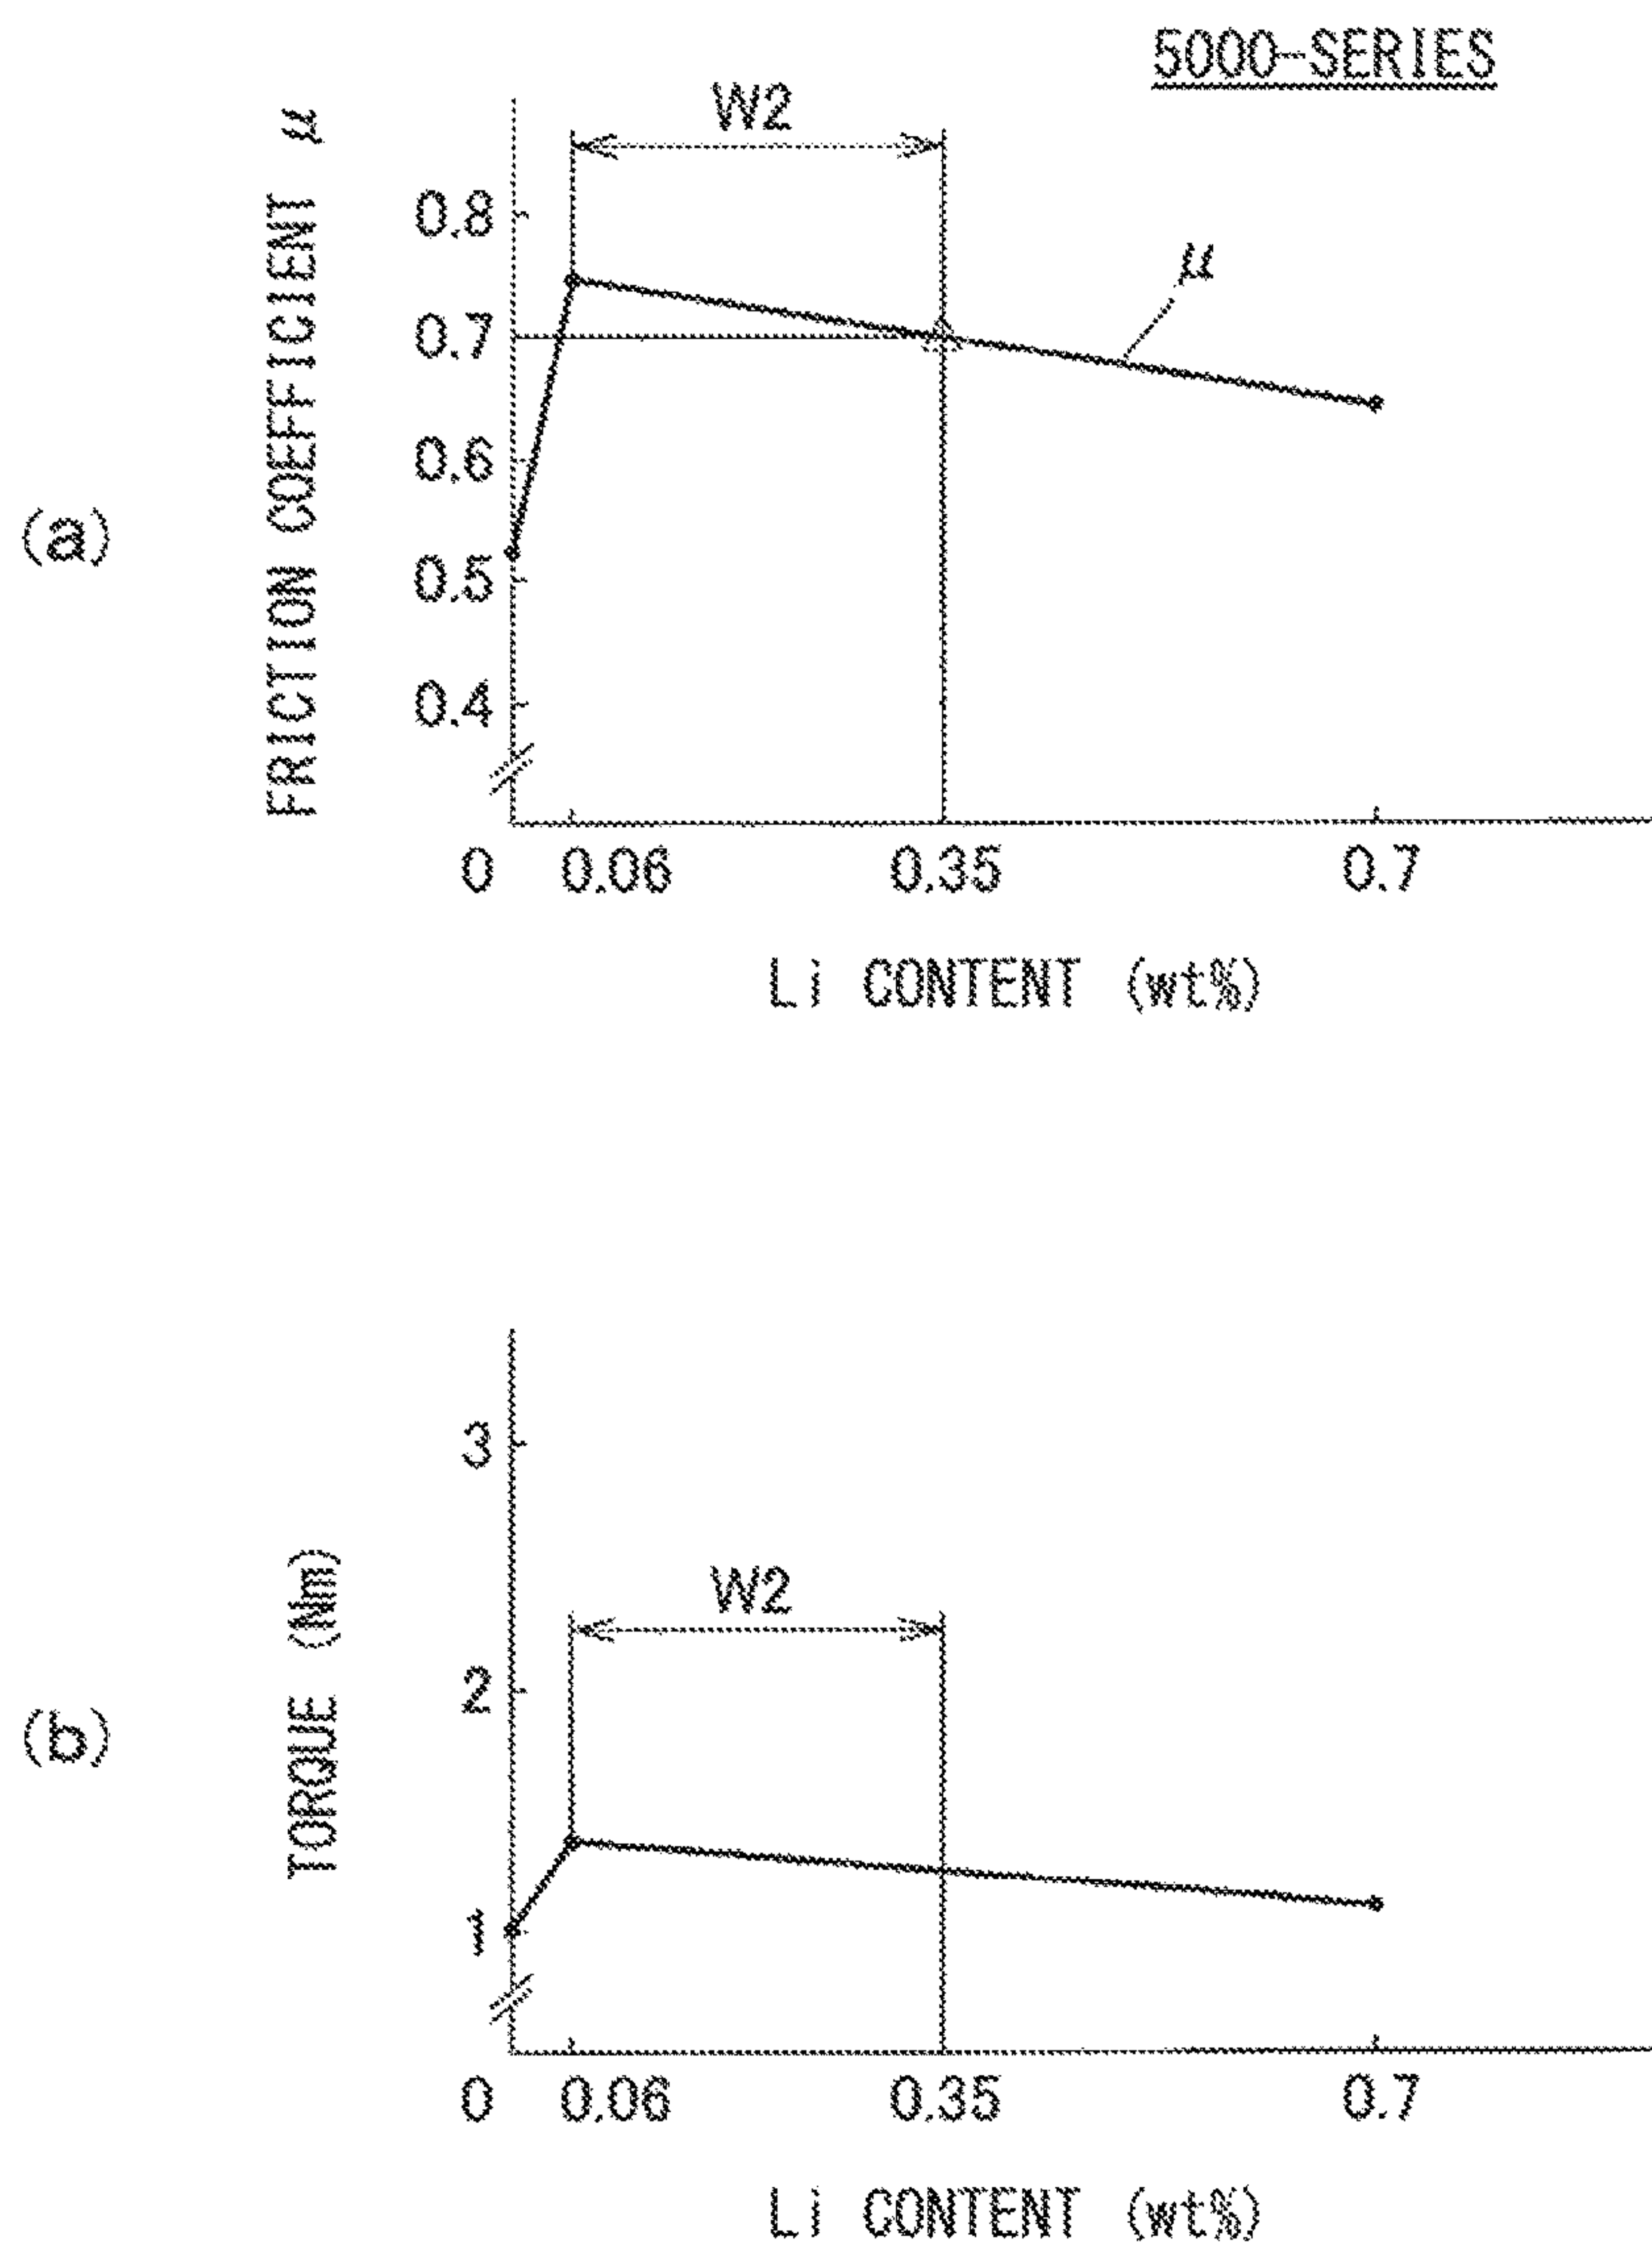 5000-SERIES
(a)
FRICTION COEFFICIENT μ
W2
μ
0.8
0.7
0.6
0.5
0.4
0 0.06 0.35 0.7
Li CONTENT (wt%)
(b)
TORQUE (Nm)
W2
3
2
1
0 0.06 0.35 0.7
Li CONTENT (wt%)